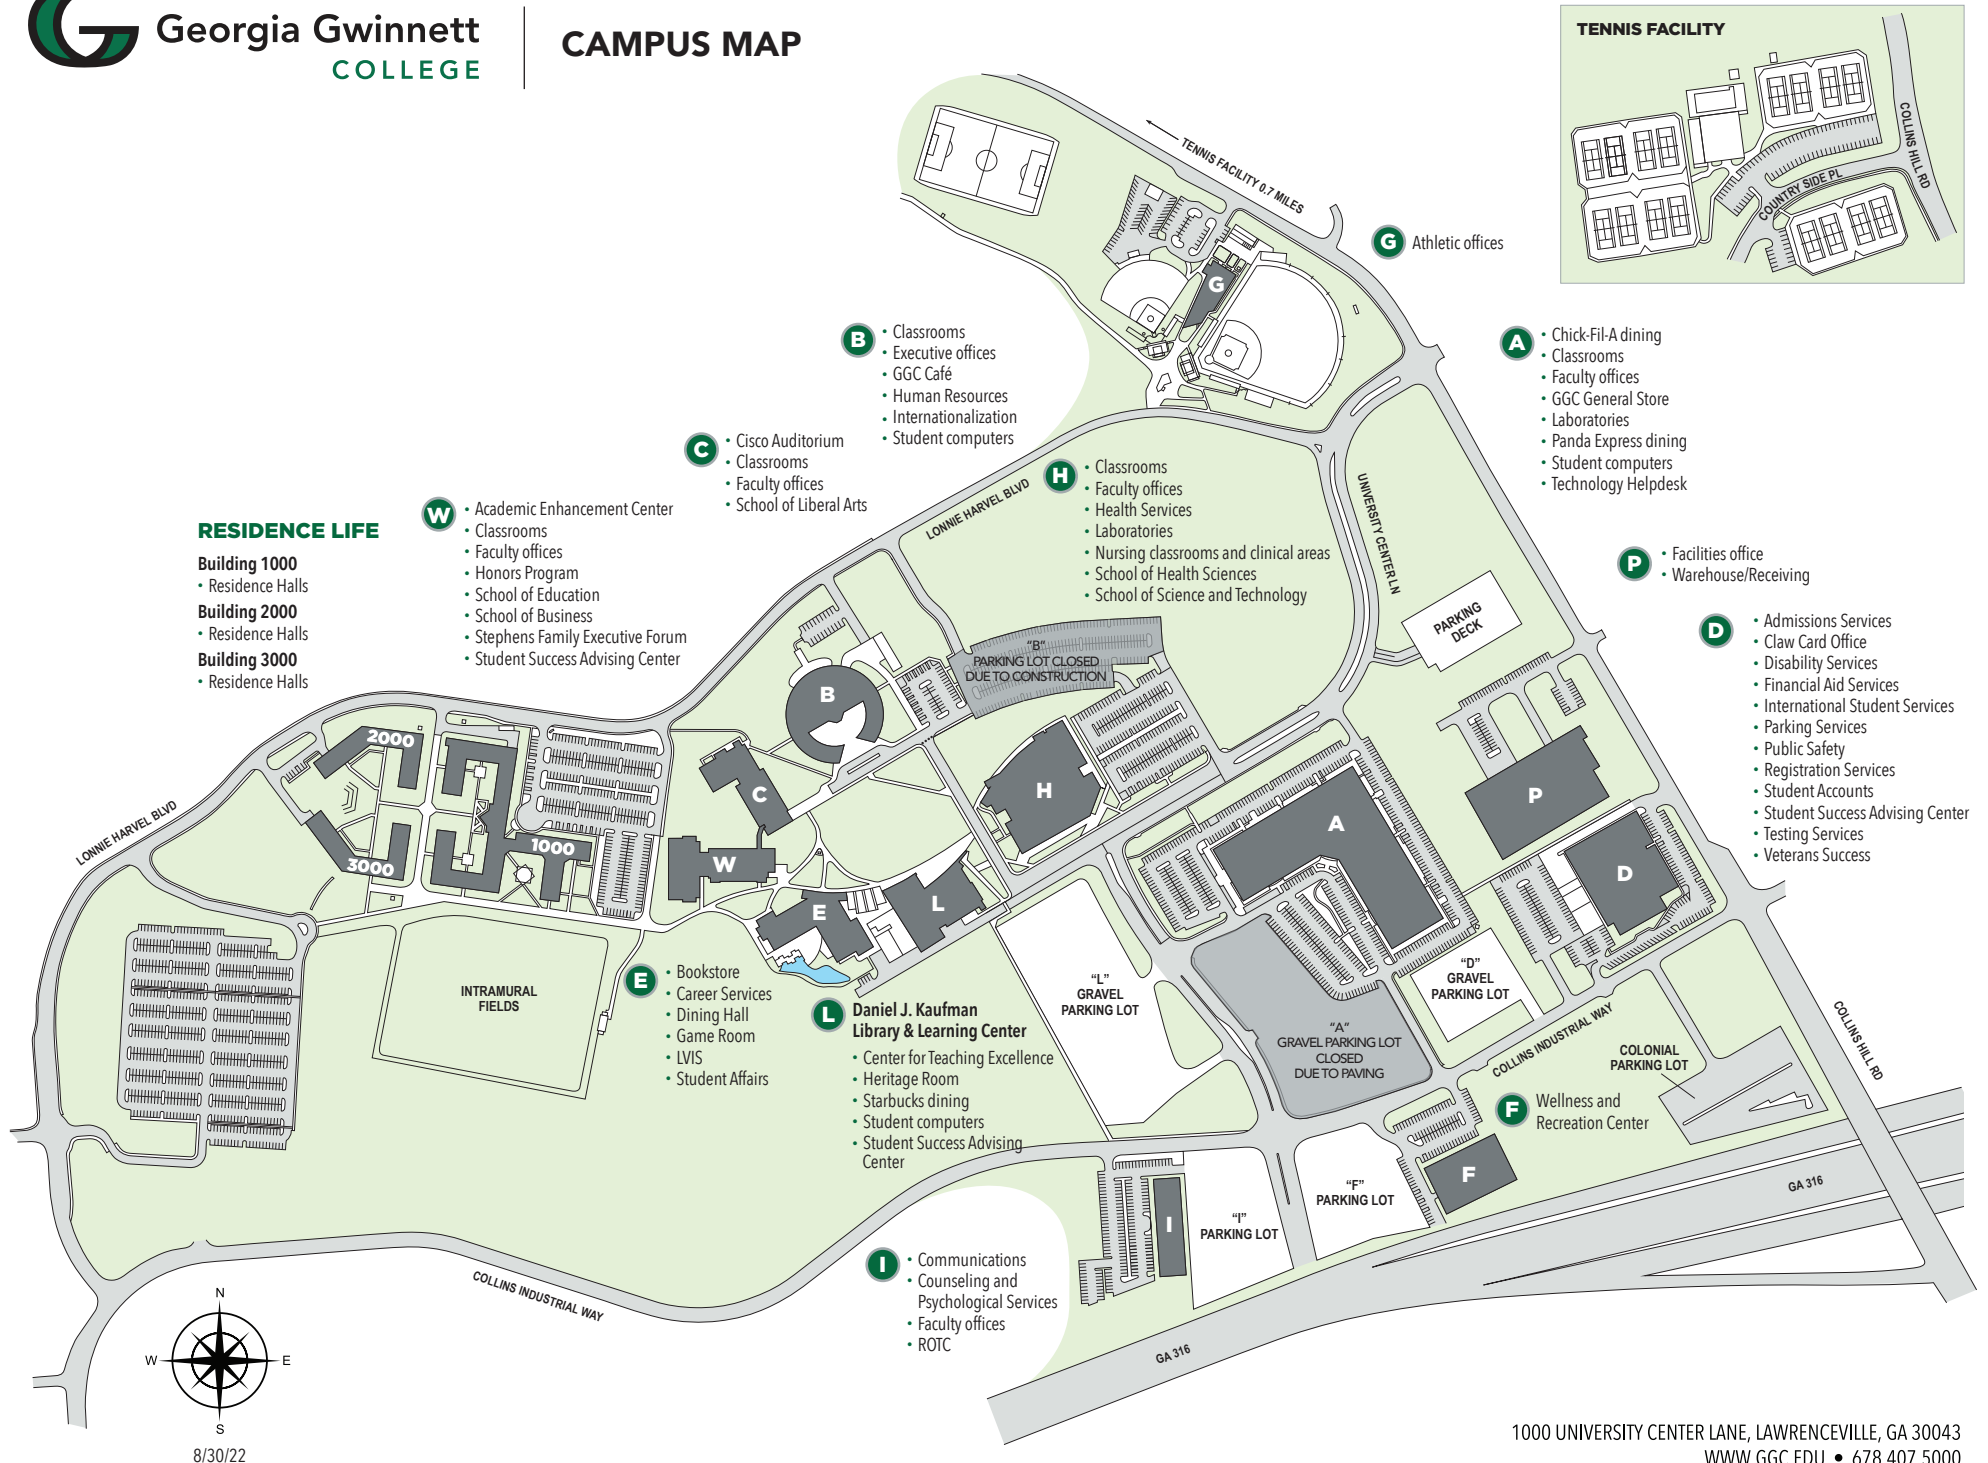 Georgia Gwinnett
COLLEGE
CAMPUS MAP
TENNIS FACILITY
COLLINS HILL RD
COUNTRY SIDE PL
TENNIS FACILITY 0.7 MILES
G
Athletic offices
G
B
• Classrooms
• Executive offices
• GGC Café
• Human Resources
• Internationalization
• Student computers
A
• Chick-Fil-A dining
• Classrooms
• Faculty offices
• GGC General Store
• Laboratories
• Panda Express dining
• Student computers
• Technology Helpdesk
C
• Cisco Auditorium
• Classrooms
• Faculty offices
• School of Liberal Arts
H
• Classrooms
• Faculty offices
• Health Services
• Laboratories
• Nursing classrooms and clinical areas
• School of Health Sciences
• School of Science and Technology
LONNIE HARVEL BLVD
UNIVERSITY CENTER LN
W
• Academic Enhancement Center
• Classrooms
• Faculty offices
• Honors Program
• School of Education
• School of Business
• Stephens Family Executive Forum
• Student Success Advising Center
RESIDENCE LIFE
Building 1000
• Residence Halls
Building 2000
• Residence Halls
Building 3000
• Residence Halls
P
• Facilities office
• Warehouse/Receiving
D
• Admissions Services
• Claw Card Office
• Disability Services
• Financial Aid Services
• International Student Services
• Parking Services
• Public Safety
• Registration Services
• Student Accounts
• Student Success Advising Center
• Testing Services
• Veterans Success
PARKING
DECK
"B"
PARKING LOT CLOSED
DUE TO CONSTRUCTION
B
2000
C
H
P
A
LONNIE HARVEL BLVD
1000
3000
W
D
E
L
INTRAMURAL
FIELDS
E
• Bookstore
• Career Services
• Dining Hall
• Game Room
• LVIS
• Student Affairs
L
Daniel J. Kaufman
Library & Learning Center
• Center for Teaching Excellence
• Heritage Room
• Starbucks dining
• Student computers
• Student Success Advising
Center
"L"
GRAVEL
PARKING LOT
"D"
GRAVEL
PARKING LOT
"A"
GRAVEL PARKING LOT
CLOSED
DUE TO PAVING
COLLINS INDUSTRIAL WAY
COLONIAL
PARKING LOT
COLLINS HILL RD
F
Wellness and
Recreation Center
F
"F"
PARKING LOT
GA 316
I
"I"
PARKING LOT
I
• Communications
• Counseling and
Psychological Services
• Faculty offices
• ROTC
COLLINS INDUSTRIAL WAY
GA 316
N
W
E
S
8/30/22
1000 UNIVERSITY CENTER LANE, LAWRENCEVILLE, GA 30043
WWW.GGC.EDU • 678.407.5000